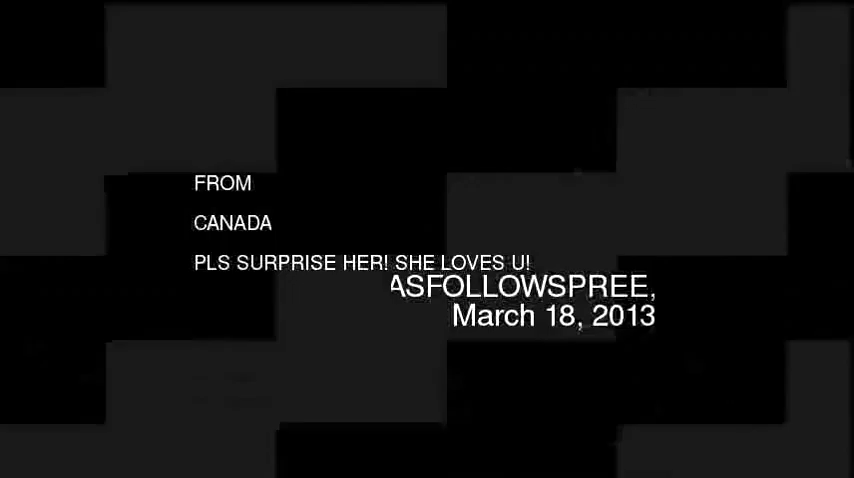 FROM
CANADA
PLS SURPRISE HER! SHE LOVES U!
ASFOLLOWSPREE,
March 18, 2013